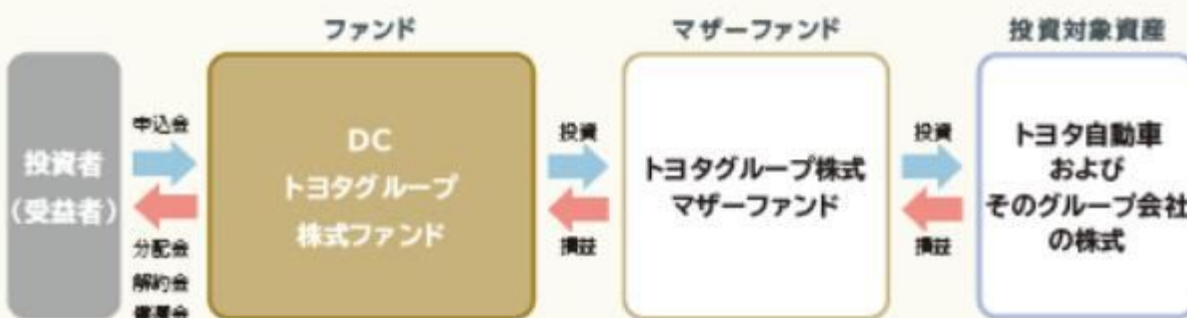 ファンド
マザーファンド
投資対象資産
投資者
（受益者）
申込金
分配金
解約金
償還金
DC
トヨタグループ
株式ファンド
投資
損益
トヨタグループ株式
マザーファンド
投資
損益
トヨタ自動車
および
そのグループ会社
の株式